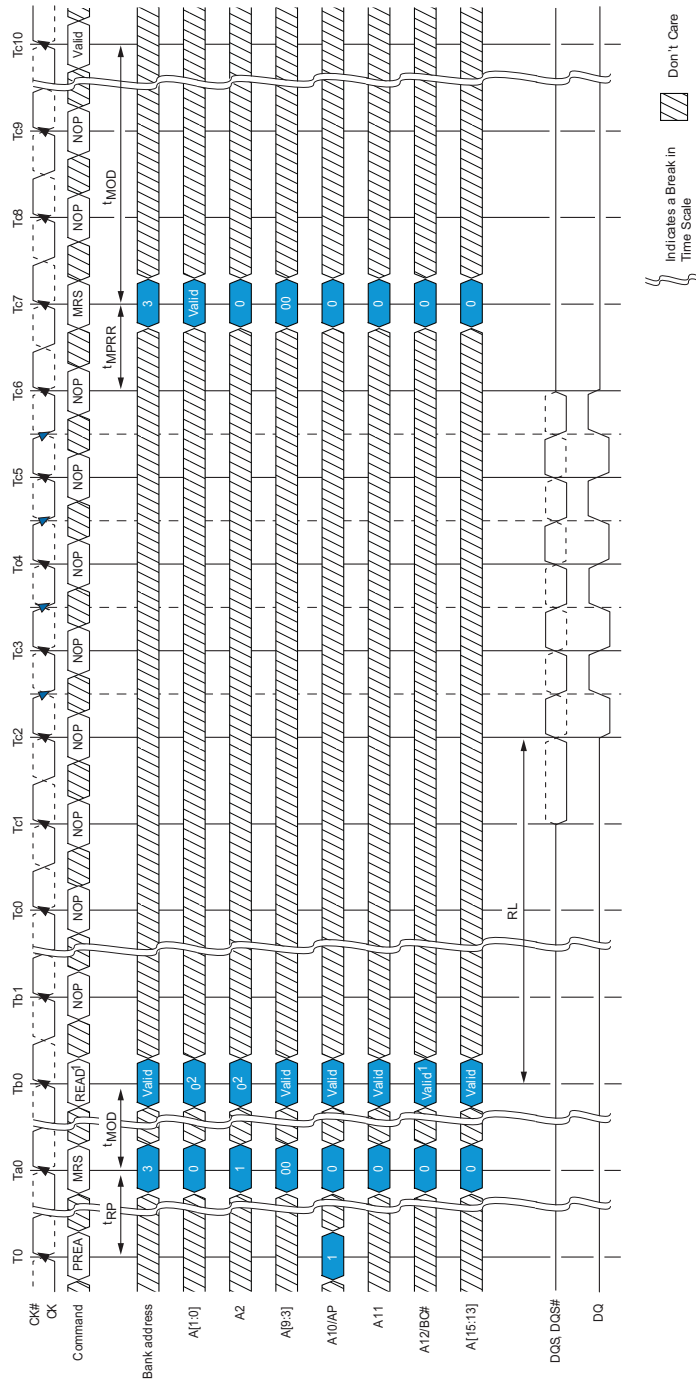 T0 Ta0 Tb0 Tb1 Tc0 Tc1 Tc2 Tc3 Tc4 Tc5 Tc6 Tc7 Tc8 Tc9 Tc10
CK#
CK
Command PREA MRS READ1 NOP NOP NOP NOP NOP NOP NOP NOP MRS NOP NOP Valid
tRP tMOD tMPRR tMOD
Bank address 3 Valid 3
A[1:0] 0 02 Valid
A2 1 02 0
A[9:3] 00 Valid 00
A10/AP 1 0 Valid 0
A11 0 Valid 0
A12/BC# 0 Valid1 0
A[15:13] 0 Valid 0
RL
DQS, DQS#
DQ
Indicates a Break in
Time Scale
Don't Care